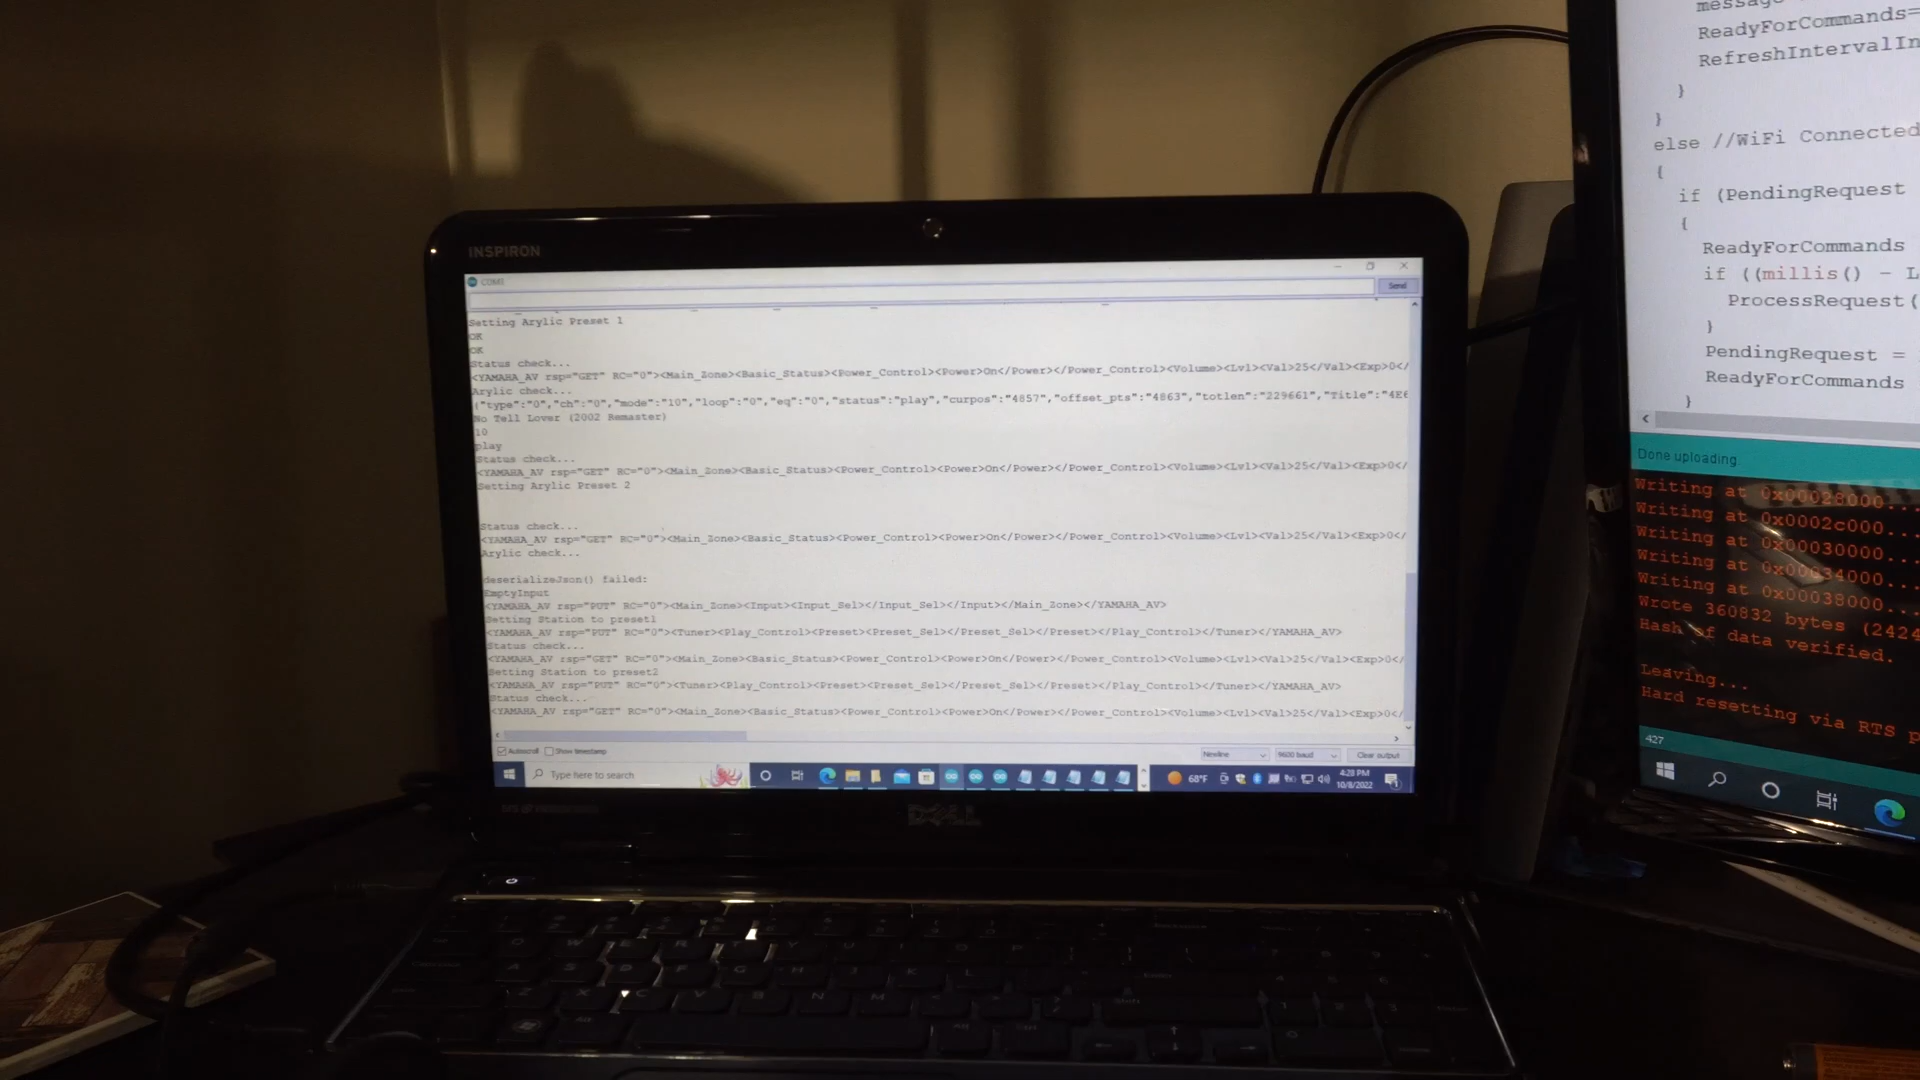 INSPIRON
Send
Setting Arylic Preset 1
OK
OK
Status check...
<YAMAHA_AV rsp="GET" RC="0"><Main_Zone><Basic_Status><Power_Control><Power>On</Power></Power_Control><Volume><Lvl><Val>25</Val><Exp>0</
Arylic check...
{"type":"0","ch":"0","mode":"10","loop":"0","eq":"0","status":"play","curpos":"4857","offset_pts":"4863","totlen":"229661","Title":"4E6
No Tell Lover (2002 Remaster)
10
play
Status check...
<YAMAHA_AV rsp="GET" RC="0"><Main_Zone><Basic_Status><Power_Control><Power>On</Power></Power_Control><Volume><Lvl><Val>25</Val><Exp>0</
Setting Arylic Preset 2
Status check...
<YAMAHA_AV rsp="GET" RC="0"><Main_Zone><Basic_Status><Power_Control><Power>On</Power></Power_Control><Volume><Lvl><Val>25</Val><Exp>0</
Arylic check...
deserializeJson() failed:
EmptyInput
<YAMAHA_AV rsp="PUT" RC="0"><Main_Zone><Input><Input_Sel></Input_Sel></Input></Main_Zone></YAMAHA_AV>
Setting Station to preset1
<YAMAHA_AV rsp="PUT" RC="0"><Tuner><Play_Control><Preset><Preset_Sel></Preset_Sel></Preset></Play_Control></Tuner></YAMAHA_AV>
Status check...
<YAMAHA_AV rsp="GET" RC="0"><Main_Zone><Basic_Status><Power_Control><Power>On</Power></Power_Control><Volume><Lvl><Val>25</Val><Exp>0</
Setting Station to preset2
<YAMAHA_AV rsp="PUT" RC="0"><Tuner><Play_Control><Preset><Preset_Sel></Preset_Sel></Preset></Play_Control></Tuner></YAMAHA_AV>
Status check...
<YAMAHA_AV rsp="GET" RC="0"><Main_Zone><Basic_Status><Power_Control><Power>On</Power></Power_Control><Volume><Lvl><Val>25</Val><Exp>0</
Autoscroll Show timestamp Newline 9600 baud Clear output
Type here to search 68°F 4:28 PM
10/8/2022
DELL
message
ReadyForCommands=
RefreshIntervalIn
}
}
else //WiFi Connected
{
if (PendingRequest
{
ReadyForCommands
if ((millis() - L
ProcessRequest(
}
PendingRequest =
ReadyForCommands
}
Done uploading.
Writing at 0x00028000...
Writing at 0x0002c000...
Writing at 0x00030000...
Writing at 0x00034000...
Writing at 0x00038000...
Wrote 360832 bytes (2424
Hash of data verified.
Leaving...
Hard resetting via RTS p
427